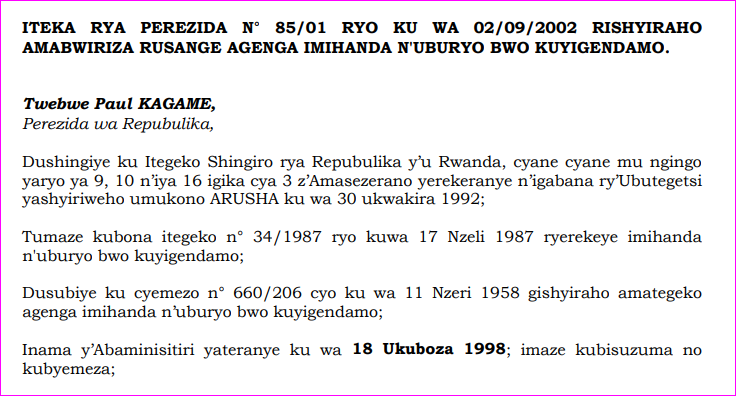 ITEKA RYA PEREZIDA N° 85/01 RYO KU WA 02/09/2002 RISHYIRAHO
AMABWIRIZA RUSANGE AGENGA IMIHANDA N'UBURYO BWO KUYIGENDAMO.
Twebwe Paul KAGAME,
Perezida wa Repubulika,
Dushingiye ku Itegeko Shingiro rya Repubulika y’u Rwanda, cyane cyane mu ngingo
yaryo ya 9, 10 n’iya 16 igika cya 3 z’Amasezerano yerekeranye n’igabana ry’Ubutegetsi
yashyiriweho umukono ARUSHA ku wa 30 ukwakira 1992;
Tumaze kubona itegeko n° 34/1987 ryo kuwa 17 Nzeli 1987 ryerekeye imihanda
n'uburyo bwo kuyigendamo;
Dusubiye ku cyemezo n° 660/206 cyo ku wa 11 Nzeri 1958 gishyiraho amategeko
agenga imihanda n’uburyo bwo kuyigendamo;
Inama y’Abaminisitiri yateranye ku wa 18 Ukuboza 1998; imaze kubisuzuma no
kubyemeza;